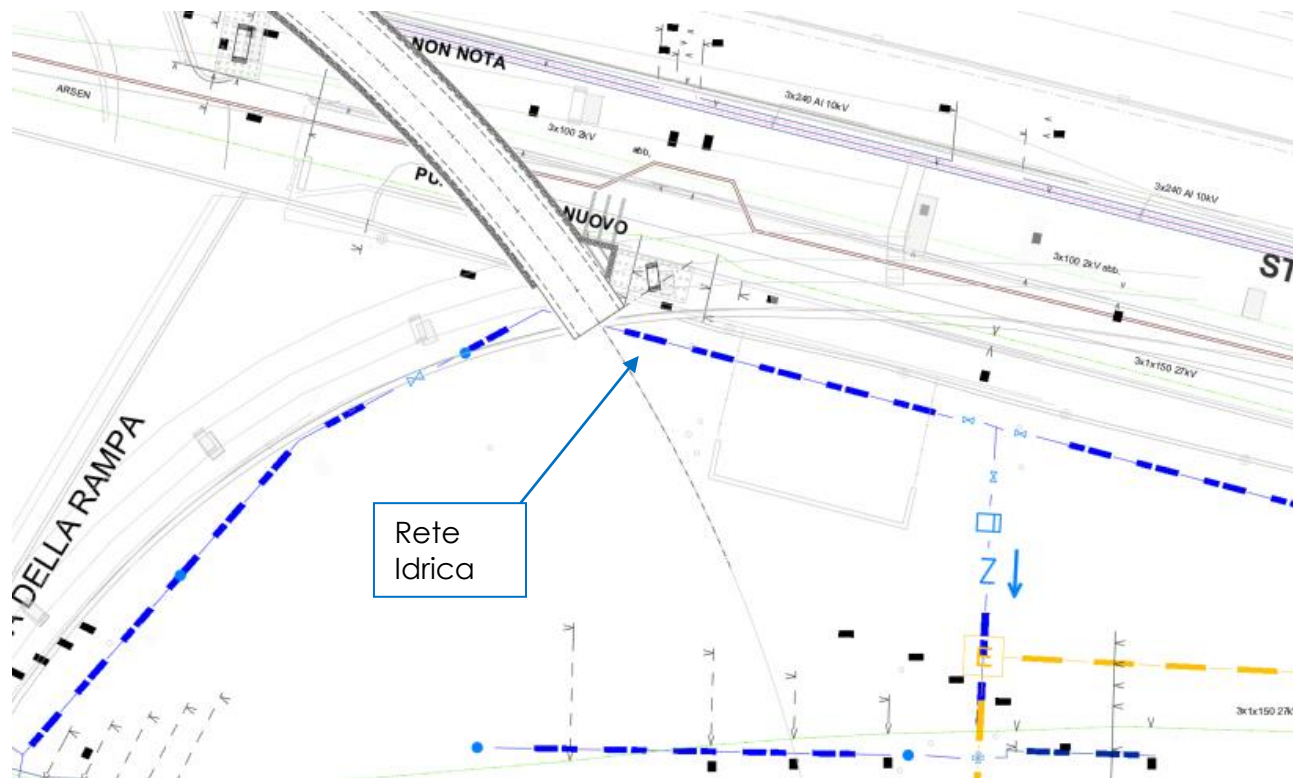 NON NOTA
3x240 Al 10kV
ARSEN
3x100 2kV
abb.
PU.
NUOVO
3x240 Al 10kV
3x100 2kV abb.
ST
3x1x150 27kV
DELLA RAMPA
Rete
Idrica
Z
3x1x150 27k